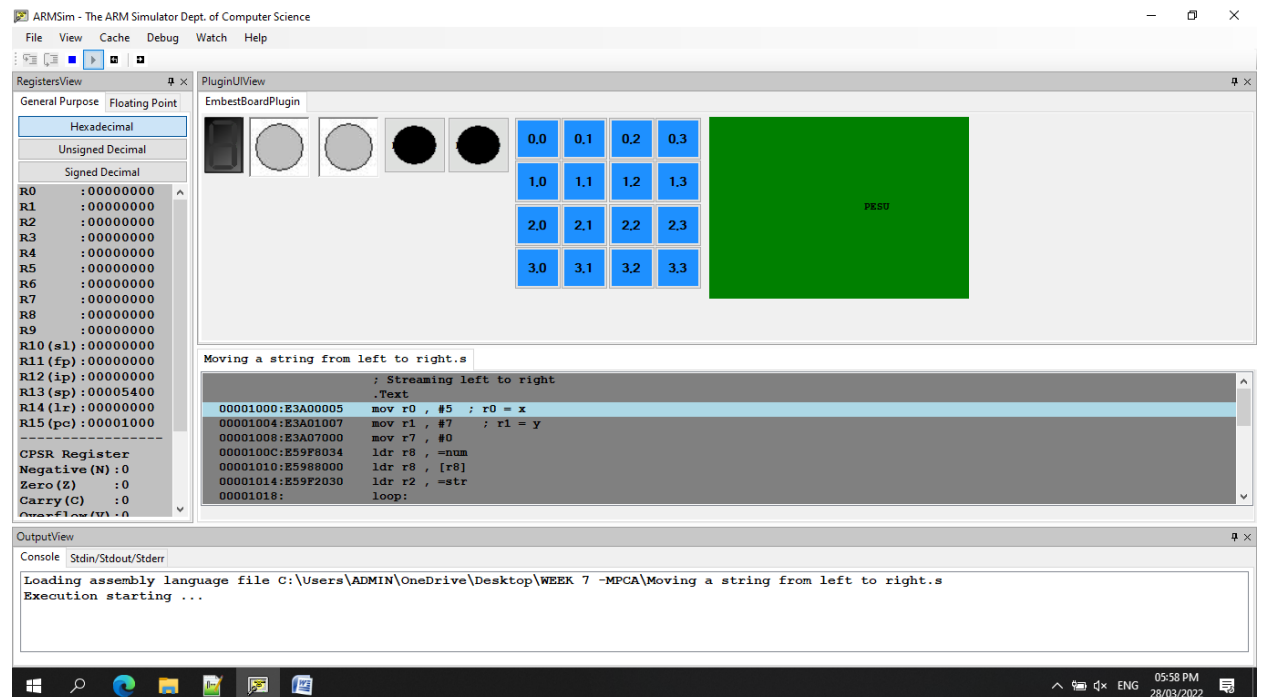 ARMSim - The ARM Simulator Dept. of Computer Science
File View Cache Debug Watch Help
RegistersView
General Purpose Floating Point
Hexadecimal
Unsigned Decimal
Signed Decimal
R0 :00000000
R1 :00000000
R2 :00000000
R3 :00000000
R4 :00000000
R5 :00000000
R6 :00000000
R7 :00000000
R8 :00000000
R9 :00000000
R10(sl):00000000
R11(fp):00000000
R12(ip):00000000
R13(sp):00005400
R14(lr):00000000
R15(pc):00001000
------------------
CPSR Register
Negative(N):0
Zero(Z) :0
Carry(C) :0
Overflow(V):0
PluginUIView
EmbestBoardPlugin
0,0 0,1 0,2 0,3
1,0 1,1 1,2 1,3
2,0 2,1 2,2 2,3
3,0 3,1 3,2 3,3
PESU
Moving a string from left to right.s
; Streaming left to right
.Text
00001000:E3A00005 mov r0 , #5 ; r0 = x
00001004:E3A01007 mov r1 , #7 ; r1 = y
00001008:E3A07000 mov r7 , #0
0000100C:E59F8034 ldr r8 , =num
00001010:E5988000 ldr r8 , [r8]
00001014:E59F2030 ldr r2 , =str
00001018: loop:
OutputView
Console Stdin/Stdout/Stderr
Loading assembly language file C:\Users\ADMIN\OneDrive\Desktop\WEEK 7 -MPCA\Moving a string from left to right.s
Execution starting ...
ENG
05:58 PM
28/03/2022